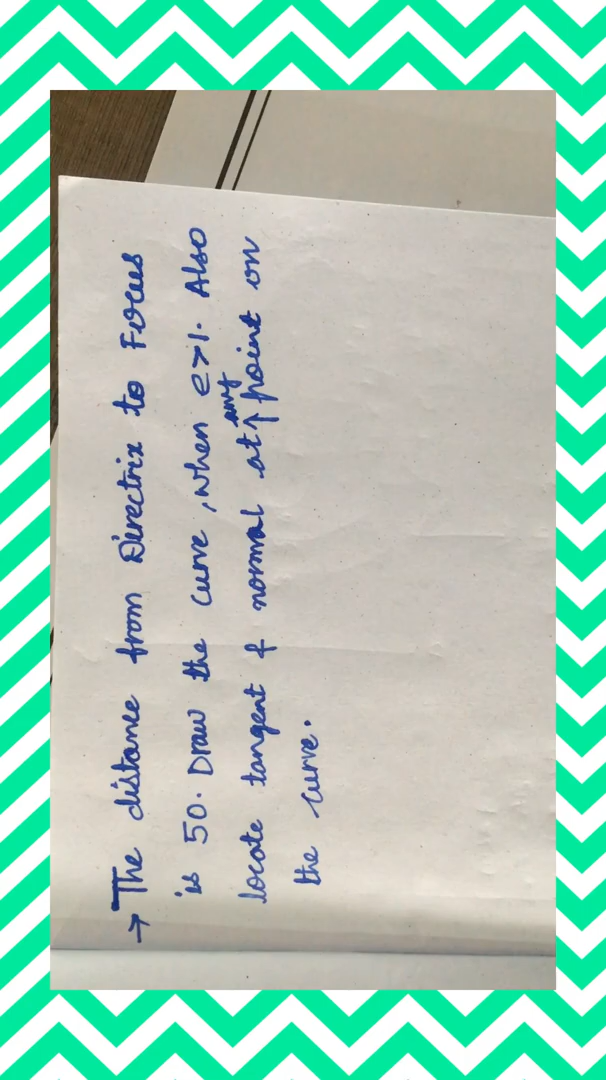 → The distance from Directrix to Focus
is 50. Draw the curve, when e>1. Also
locate tangent & normal at any point on
the curve.